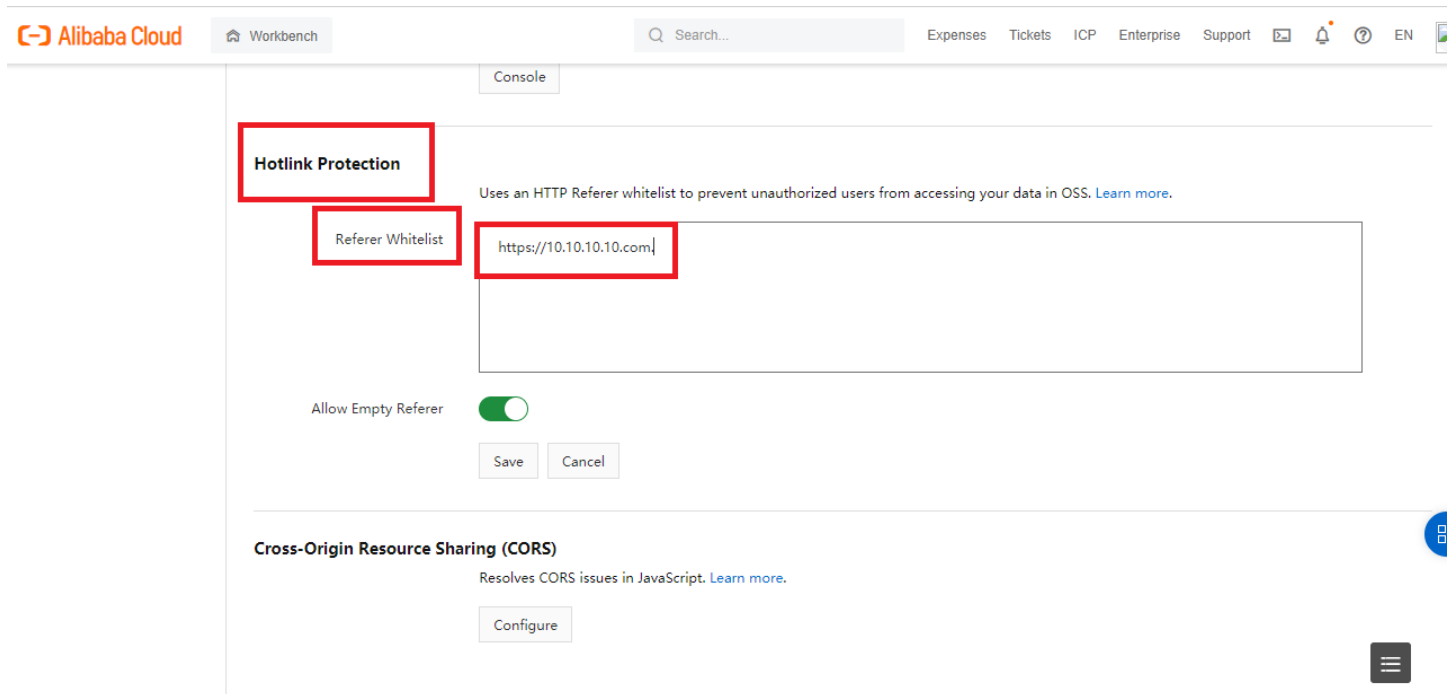 Alibaba Cloud Workbench Search... Expenses Tickets ICP Enterprise Support EN
Console
Hotlink Protection
Uses an HTTP Referer whitelist to prevent unauthorized users from accessing your data in OSS. Learn more.
Referer Whitelist https://10.10.10.10.com.
Allow Empty Referer
Save Cancel
Cross-Origin Resource Sharing (CORS)
Resolves CORS issues in JavaScript. Learn more.
Configure